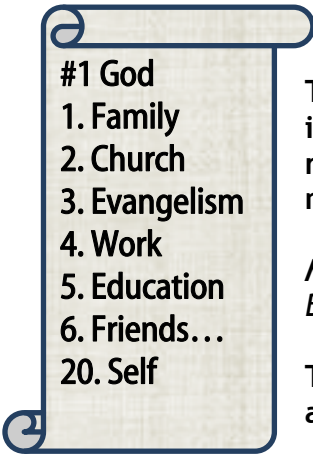 #1 God
1. Family
2. Church
3. Evangelism
4. Work
5. Education
6. Friends…
20. Self